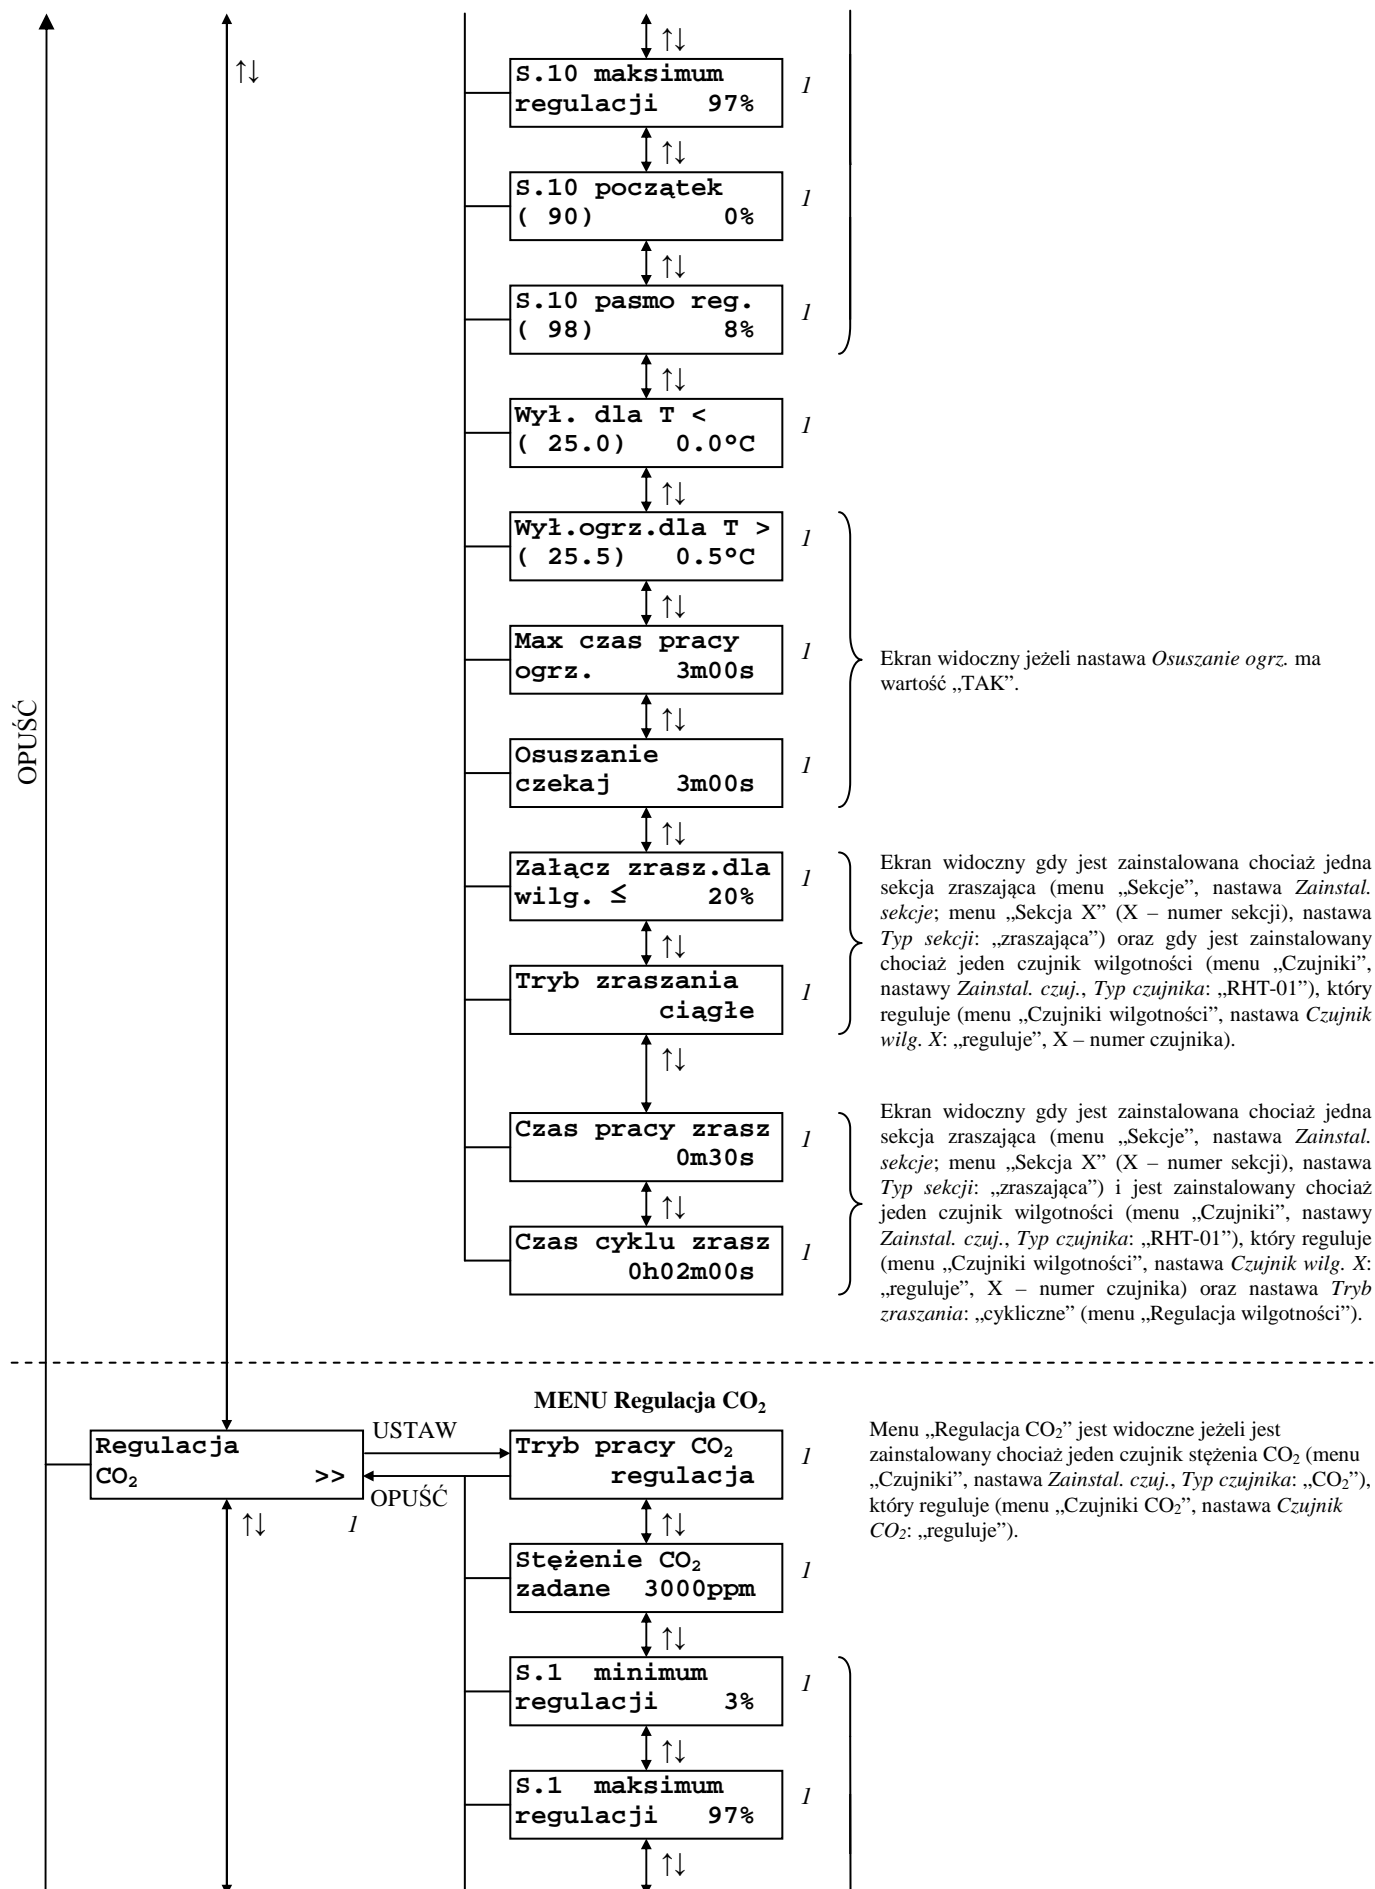 ↑↓
↑↓
S.10 maksimum
regulacji 97%
1
↑↓
S.10 początek
( 90) 0%
1
↑↓
S.10 pasmo reg.
( 98) 8%
1
↑↓
Wył. dla T <
( 25.0) 0.0°C
1
↑↓
Wył.ogrz.dla T >
( 25.5) 0.5°C
1
↑↓
Max czas pracy
ogrz. 3m00s
1
Ekran widoczny jeżeli nastawa Osuszanie ogrz. ma
wartość „TAK”.
↑↓
OPUŚĆ
Osuszanie
czekaj 3m00s
1
↑↓
Załącz zrasz.dla
wilg. ≤ 20%
1
↑↓
Tryb zraszania
ciągłe
1
Ekran widoczny gdy jest zainstalowana chociaż jedna
sekcja zraszająca (menu „Sekcje”, nastawa Zainstal.
sekcje; menu „Sekcja X” (X – numer sekcji), nastawa
Typ sekcji: „zraszająca”) oraz gdy jest zainstalowany
chociaż jeden czujnik wilgotności (menu „Czujniki”,
nastawy Zainstal. czuj., Typ czujnika: „RHT-01”), który
reguluje (menu „Czujniki wilgotności”, nastawa Czujnik
wilg. X: „reguluje”, X – numer czujnika).
↑↓
Czas pracy zrasz
0m30s
1
↑↓
Czas cyklu zrasz
0h02m00s
1
Ekran widoczny gdy jest zainstalowana chociaż jedna
sekcja zraszająca (menu „Sekcje”, nastawa Zainstal.
sekcje; menu „Sekcja X” (X – numer sekcji), nastawa
Typ sekcji: „zraszająca”) i jest zainstalowany chociaż
jeden czujnik wilgotności (menu „Czujniki”, nastawy
Zainstal. czuj., Typ czujnika: „RHT-01”), który reguluje
(menu „Czujniki wilgotności”, nastawa Czujnik wilg. X:
„reguluje”, X – numer czujnika) oraz nastawa Tryb
zraszania: „cykliczne” (menu „Regulacja wilgotności”).
MENU Regulacja CO₂
Regulacja
CO₂ >>
USTAW
OPUŚĆ
↑↓ 1
Tryb pracy CO₂
regulacja
1
Menu „Regulacja CO₂” jest widoczne jeżeli jest
zainstalowany chociaż jeden czujnik stężenia CO₂ (menu
„Czujniki”, nastawa Zainstal. czuj., Typ czujnika: „CO₂”),
który reguluje (menu „Czujniki CO₂”, nastawa Czujnik
CO₂: „reguluje”).
↑↓
Stężenie CO₂
zadane 3000ppm
1
↑↓
S.1 minimum
regulacji 3%
1
↑↓
S.1 maksimum
regulacji 97%
1
↑↓